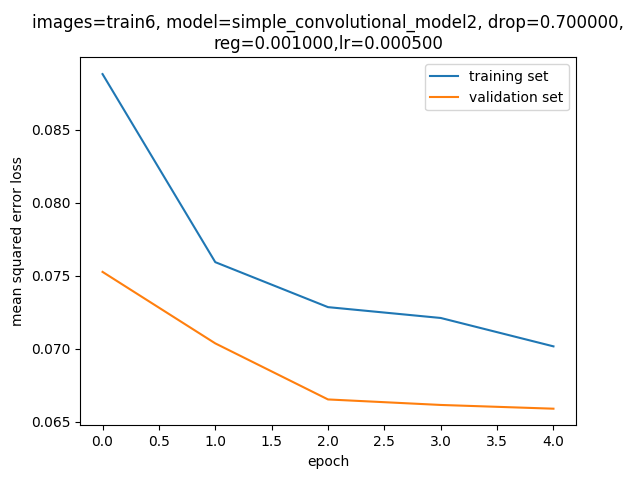 images=train6, model=simple_convolutional_model2, drop=0.700000,
reg=0.001000,lr=0.000500
training set
validation set
mean squared error loss
0.085
0.080
0.075
0.070
0.065
0.0 0.5 1.0 1.5 2.0 2.5 3.0 3.5 4.0
epoch